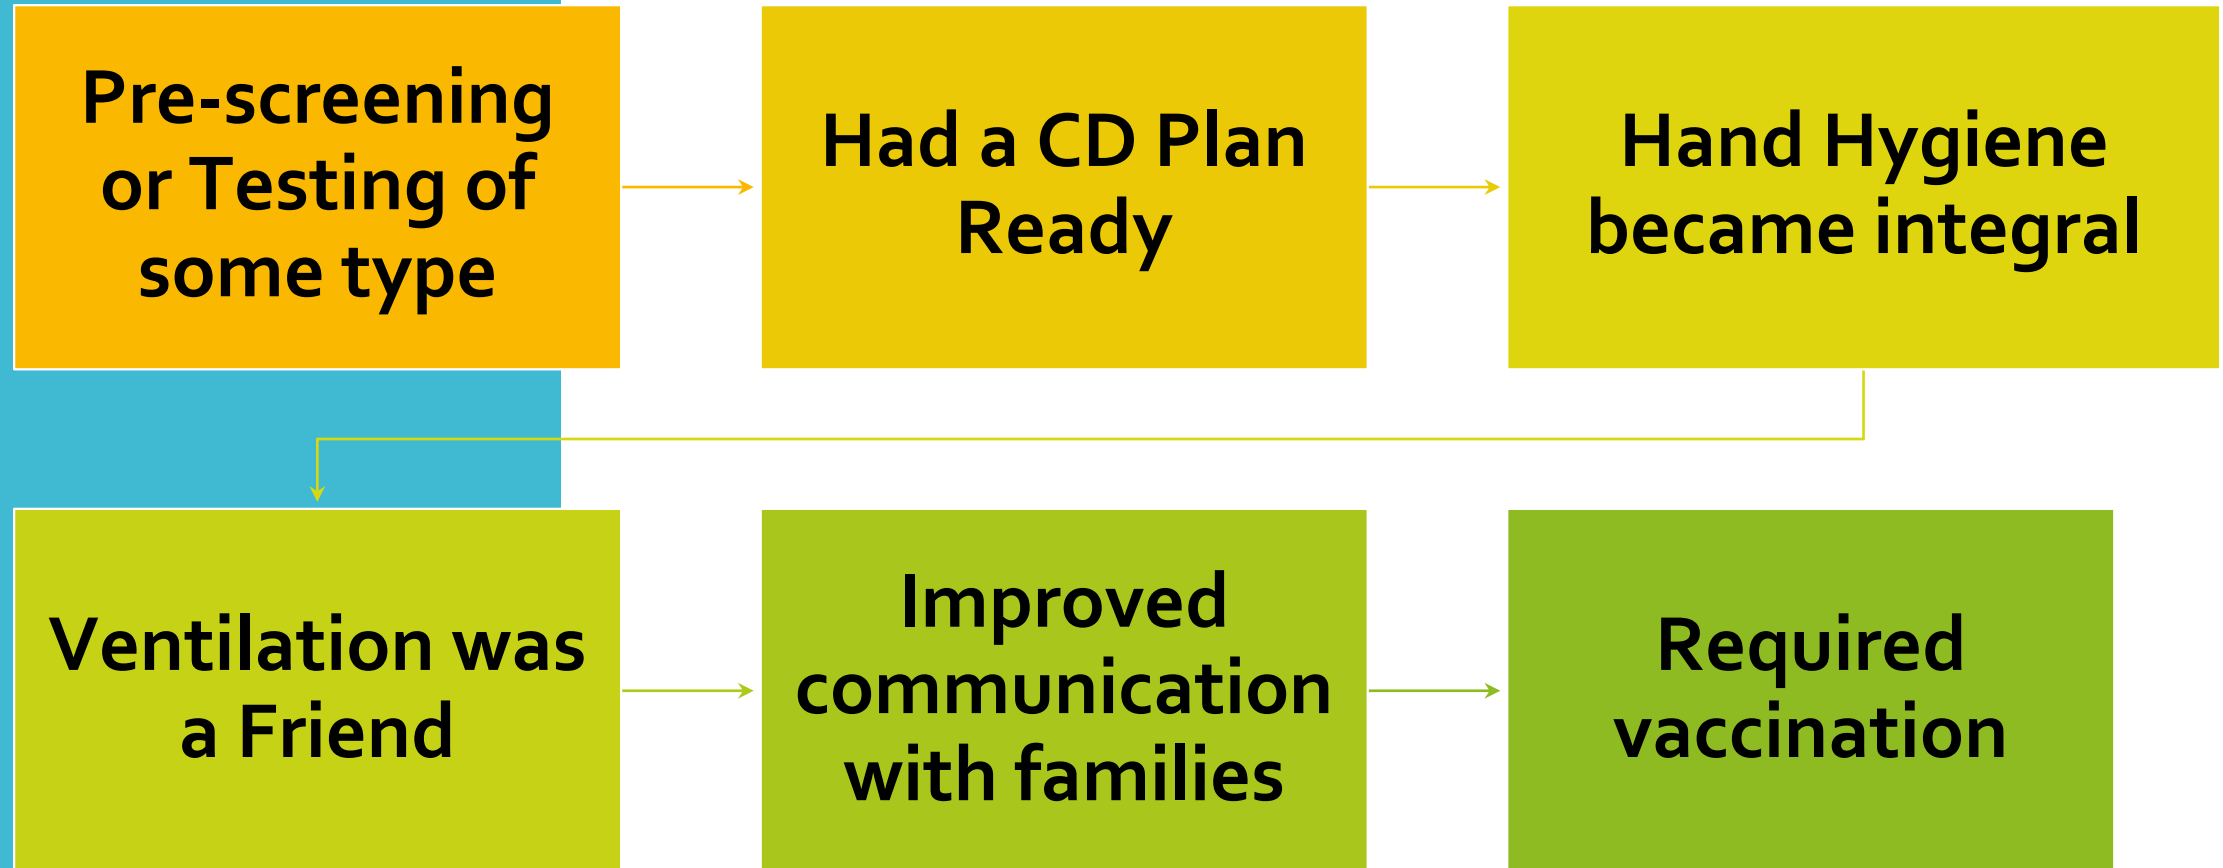 Pre-screening
or Testing of
some type
Had a CD Plan
Ready
Hand Hygiene
became integral
Ventilation was
a Friend
Improved
communication
with families
Required
vaccination